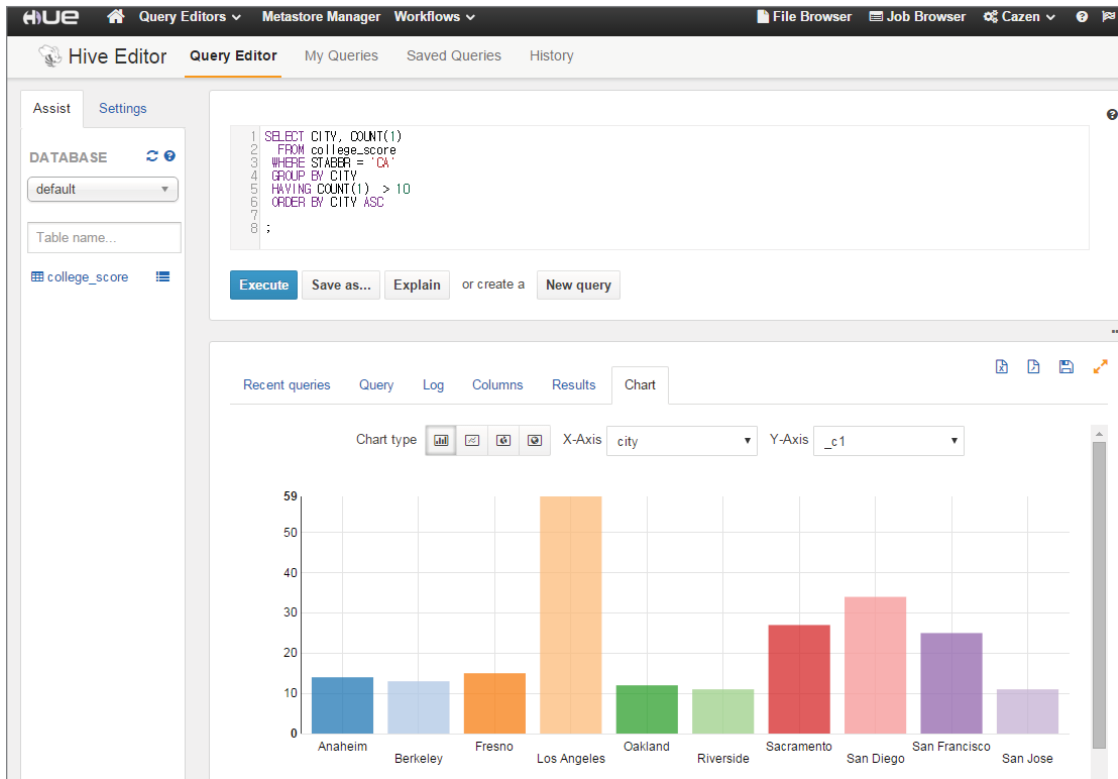 HUE Query Editors Metastore Manager Workflows File Browser Job Browser Cazen
Hive Editor Query Editor My Queries Saved Queries History
Assist Settings
DATABASE
default
Table name...
college_score
1 SELECT CITY, COUNT(1)
2 FROM college_score
3 WHERE STABBR = 'CA'
4 GROUP BY CITY
5 HAVING COUNT(1) > 10
6 ORDER BY CITY ASC
7
8 ;
Execute Save as... Explain or create a New query
Recent queries Query Log Columns Results Chart
Chart type X-Axis city Y-Axis _c1
59
50
40
30
20
10
0
Anaheim Berkeley Fresno Los Angeles Oakland Riverside Sacramento San Diego San Francisco San Jose